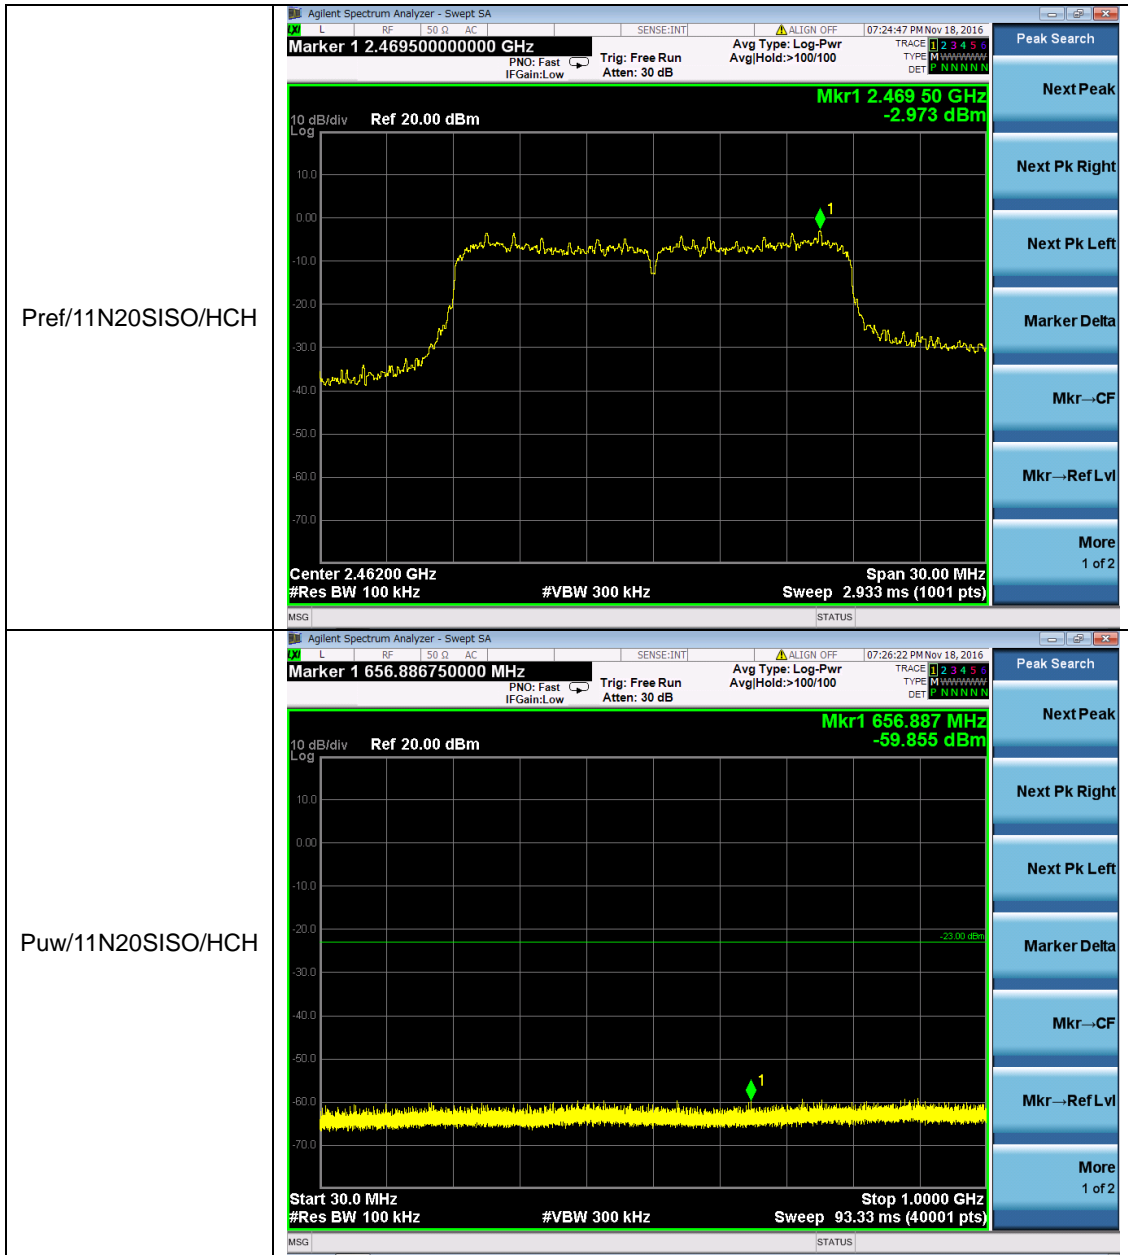 Pref/11N20SISO/HCH
Agilent Spectrum Analyzer - Swept SA
LXI L RF 50 Ω AC SENSE:INT ALIGN OFF 07:24:47 PM Nov 18, 2016
Marker 1 2.469500000000 GHz
PNO: Fast
IFGain:Low
Trig: Free Run
Atten: 30 dB
Avg Type: Log-Pwr
Avg|Hold:>100/100
TRACE 1 2 3 4 5 6
TYPE M WWWWW
DET P N N N N N
Mkr1 2.469 50 GHz
-2.973 dBm
10 dB/div
Log
Ref 20.00 dBm
10.0
0.00
-10.0
-20.0
-30.0
-40.0
-50.0
-60.0
-70.0
1
Center 2.46200 GHz
Span 30.00 MHz
#Res BW 100 kHz
#VBW 300 kHz
Sweep 2.933 ms (1001 pts)
MSG
STATUS
Peak Search
Next Peak
Next Pk Right
Next Pk Left
Marker Delta
Mkr→CF
Mkr→Ref Lvl
More
1 of 2
Puw/11N20SISO/HCH
Agilent Spectrum Analyzer - Swept SA
LXI L RF 50 Ω AC SENSE:INT ALIGN OFF 07:26:22 PM Nov 18, 2016
Marker 1 656.886750000 MHz
PNO: Fast
IFGain:Low
Trig: Free Run
Atten: 30 dB
Avg Type: Log-Pwr
Avg|Hold:>100/100
TRACE 1 2 3 4 5 6
TYPE M WWWWW
DET P N N N N N
Mkr1 656.887 MHz
-59.855 dBm
10 dB/div
Log
Ref 20.00 dBm
10.0
0.00
-10.0
-20.0
-23.00 dBm
-30.0
-40.0
-50.0
-60.0
-70.0
1
Start 30.0 MHz
Stop 1.0000 GHz
#Res BW 100 kHz
#VBW 300 kHz
Sweep 93.33 ms (40001 pts)
MSG
STATUS
Peak Search
Next Peak
Next Pk Right
Next Pk Left
Marker Delta
Mkr→CF
Mkr→Ref Lvl
More
1 of 2